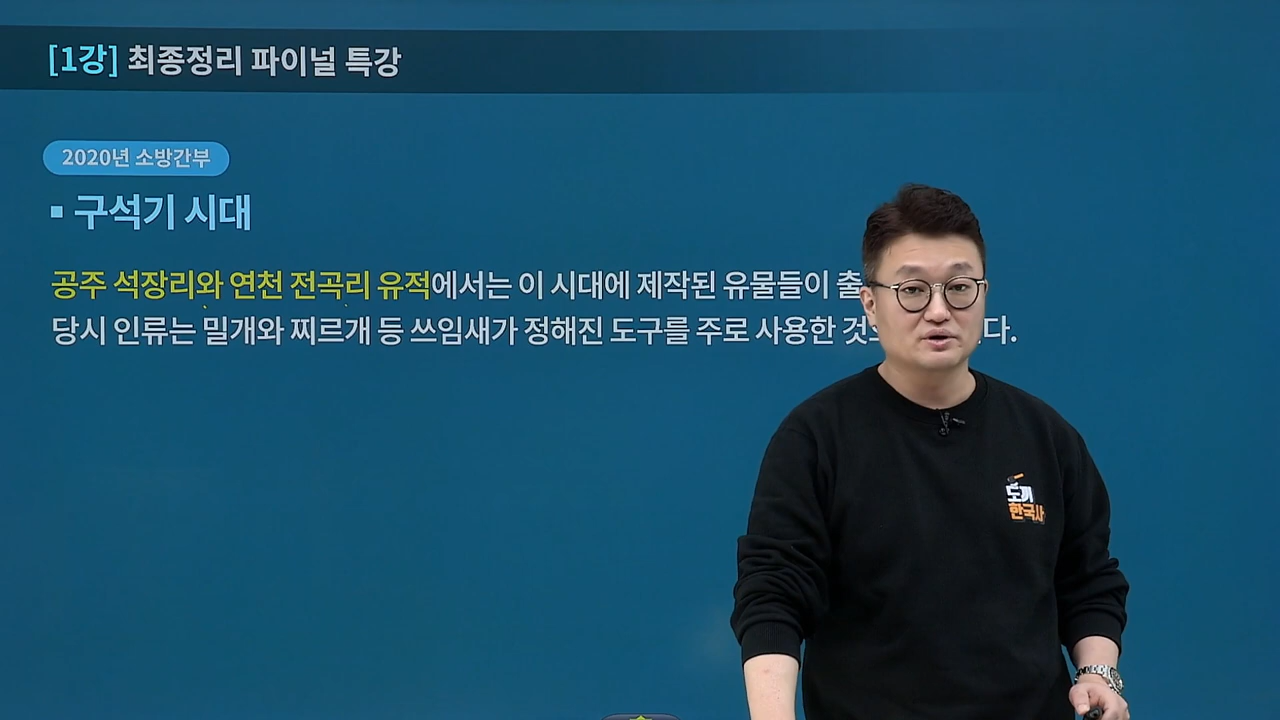 [1강] 최종정리 파이널 특강
2020년 소방간부
▪ 구석기 시대
공주 석장리와 연천 전곡리 유적에서는 이 시대에 제작된 유물들이
당시 인류는 밀개와 찌르개 등 쓰임새가 정해진 도구를 주로 사용한
도끼
한국사